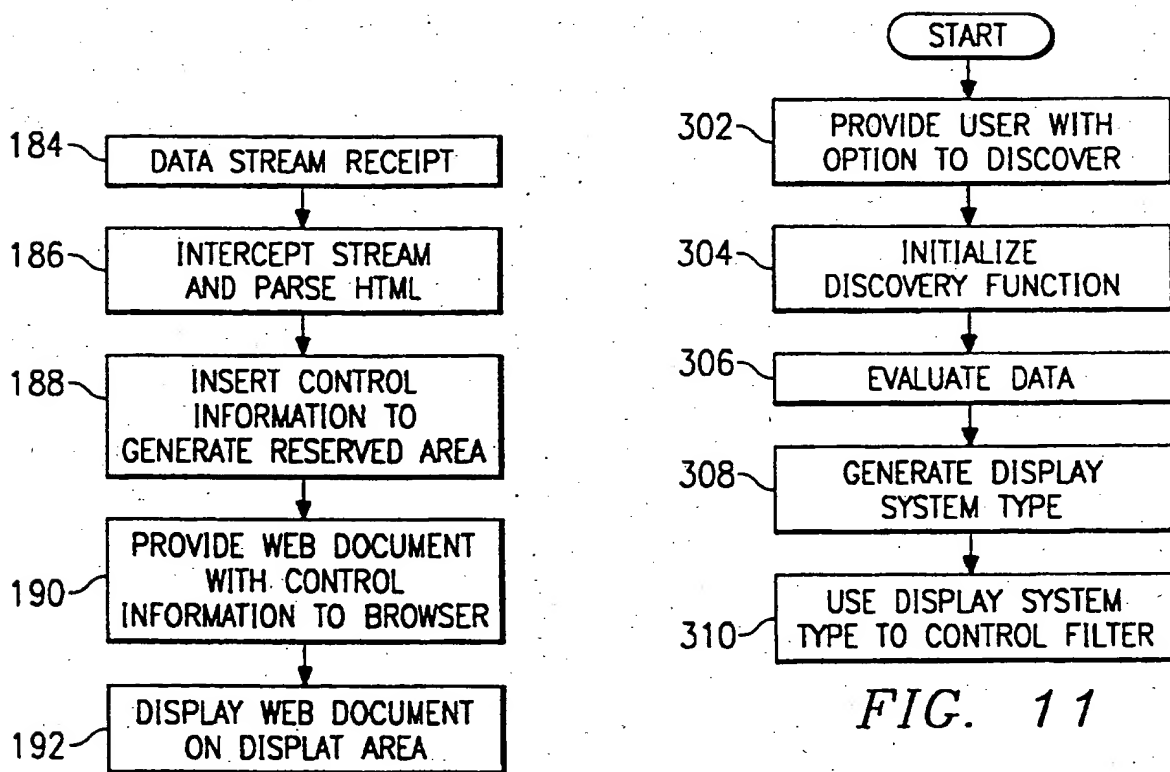 184
DATA STREAM RECEIPT
186
INTERCEPT STREAM
AND PARSE HTML
188
INSERT CONTROL
INFORMATION TO
GENERATE RESERVED AREA
190
PROVIDE WEB DOCUMENT
WITH CONTROL
INFORMATION TO BROWSER
192
DISPLAY WEB DOCUMENT
ON DISPLAT AREA
START
302
PROVIDE USER WITH
OPTION TO DISCOVER
304
INITIALIZE
DISCOVERY FUNCTION
306
EVALUATE DATA
308
GENERATE DISPLAY
SYSTEM TYPE
310
USE DISPLAY SYSTEM
TYPE TO CONTROL FILTER
FIG. 11